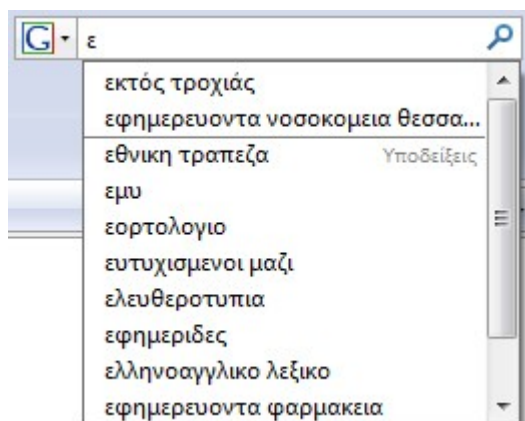 G ε
εκτός τροχιάς
εφημερευοντα νοσοκομεια θεσσα...
εθνικη τραπεζα Υποδείξεις
εμυ
εορτολογιο
ευτυχισμενοι μαζι
ελευθεροτυπια
εφημεριδες
ελληνοαγγλικο λεξικο
εφημερευοντα φαρμακεια